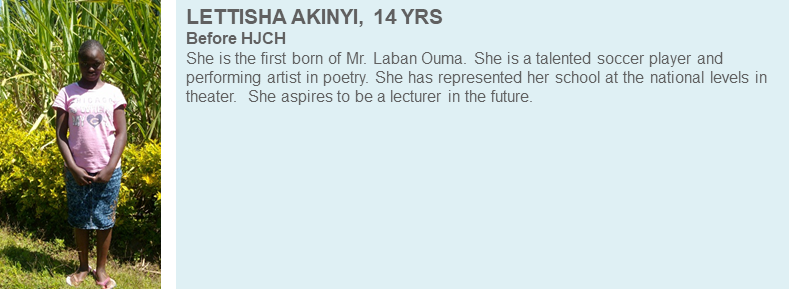 LETTISHA AKINYI, 14 YRS
Before HJCH
She is the first born of Mr. Laban Ouma. She is a talented soccer player and
performing artist in poetry. She has represented her school at the national levels in
theater. She aspires to be a lecturer in the future.